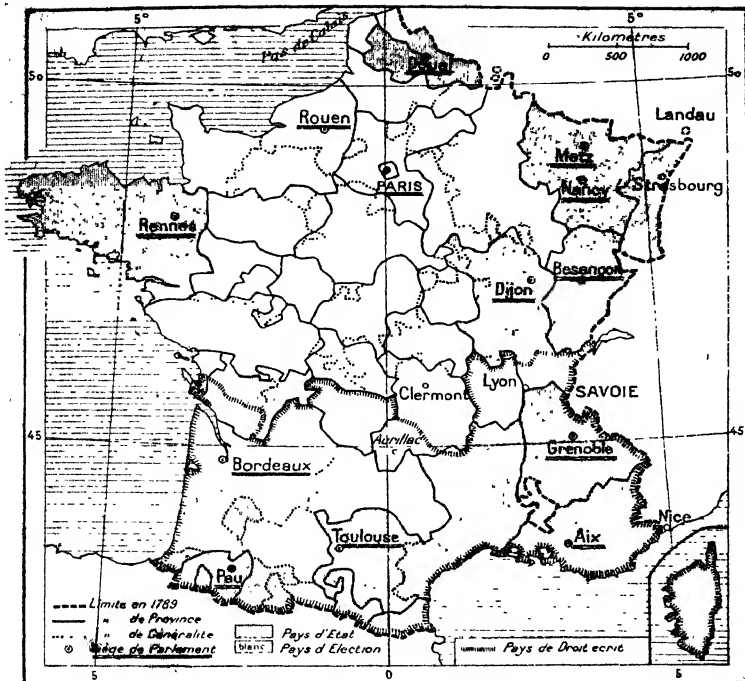 5° 5°
Pas de Calais
Kilomètres
0 500 1000
50 50
Douai
Rouen
Landau
Metz
PARIS
Nancy
Strasbourg
Rennes
Besançon
Dijon
Clermont
Lyon
SAVOIE
45 45
Aurillac
Grenoble
Bordeaux
Toulouse
Aix
Nice
Pau
Limite en 1789
" de Province
" de Généralité
Siège de Parlement
Pays d'Etat
blanc Pays d'Election
Pays de Droit ecrit
5 0 5